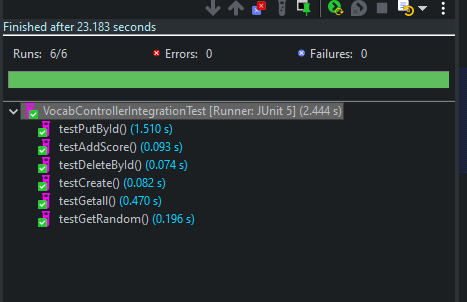 Finished after 23.183 seconds
Runs: 6/6 Errors: 0 Failures: 0
VocabControllerIntegrationTest [Runner: JUnit 5] (2.444 s)
testPutById() (1.510 s)
testAddScore() (0.093 s)
testDeleteById() (0.074 s)
testCreate() (0.082 s)
testGetall() (0.470 s)
testGetRandom() (0.196 s)